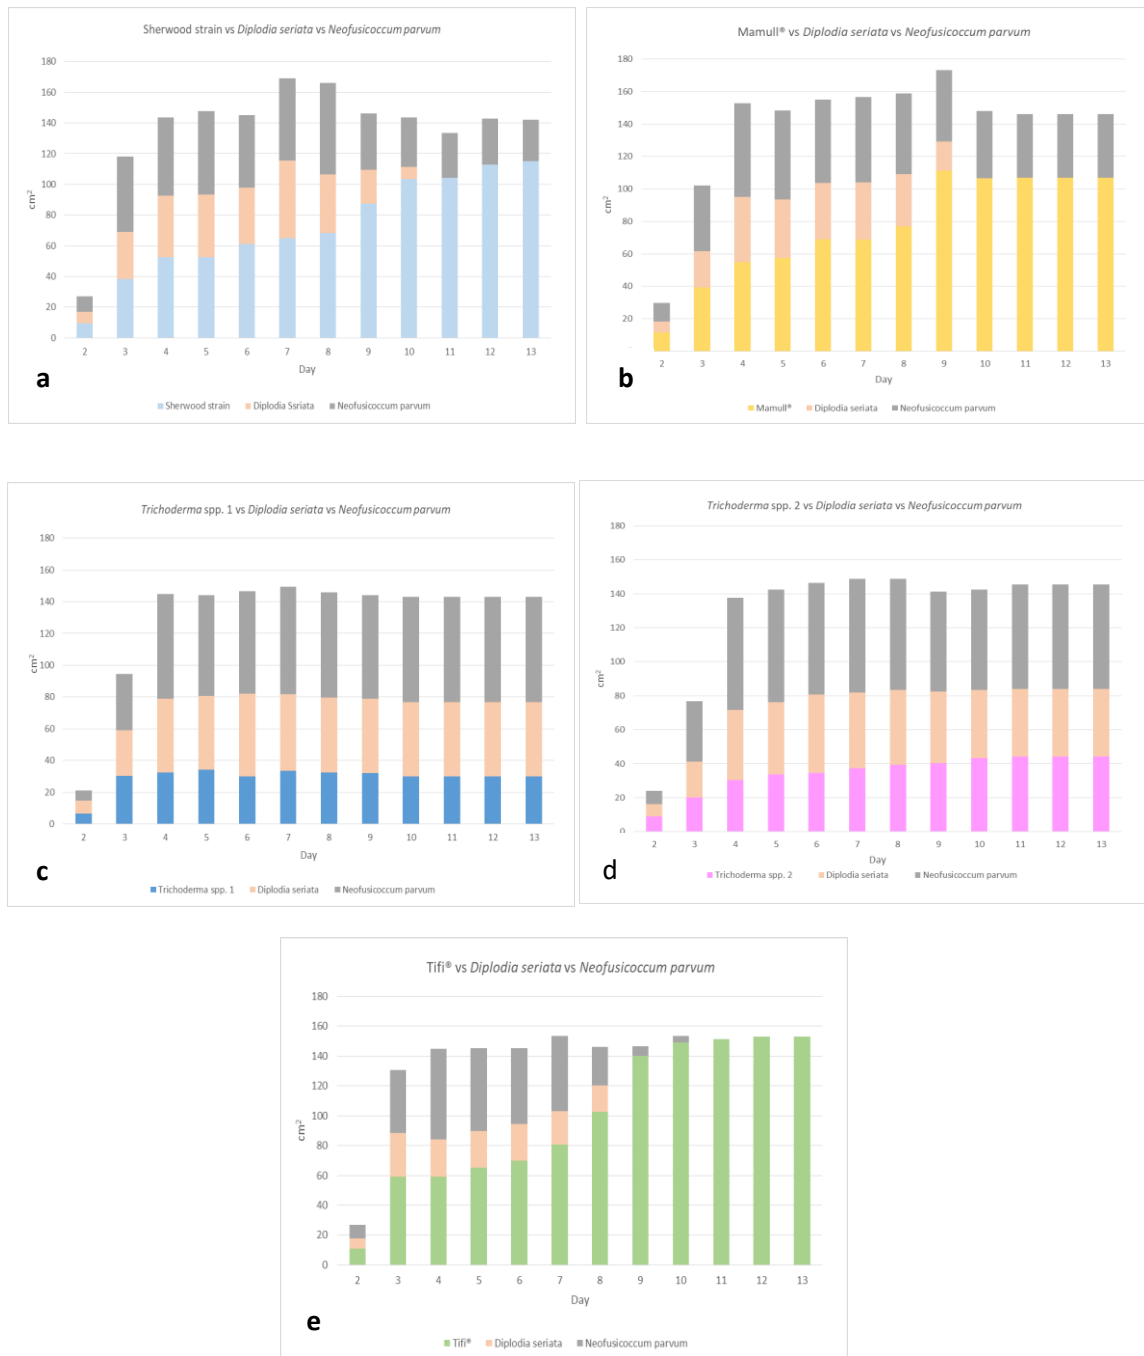 Sherwood strain vs Diplodia seriata vs Neofusicoccum parvum
180
160
140
120
100
80
60
40
20
0
cm²
2 3 4 5 6 7 8 9 10 11 12 13
Day
a
Sherwood strain Diplodia Ssriata Neofusicoccum parvum
Mamull® vs Diplodia seriata vs Neofusicoccum parvum
180
160
140
120
100
80
60
40
20
-
cm²
2 3 4 5 6 7 8 9 10 11 12 13
Day
b
Mamull® Diplodia seriata Neofusicoccum parvum
Trichoderma spp. 1 vs Diplodia seriata vs Neofusicoccum parvum
180
160
140
120
100
80
60
40
20
0
cm²
2 3 4 5 6 7 8 9 10 11 12 13
Day
c
Trichoderma spp. 1 Diplodia seriata Neofusicoccum parvum
Trichoderma spp. 2 vs Diplodia seriata vs Neofusicoccum parvum
180
160
140
120
100
80
60
40
20
0
cm²
2 3 4 5 6 7 8 9 10 11 12 13
Day
d
Trichoderma spp. 2 Diplodia seriata Neofusicoccum parvum
Tifi® vs Diplodia seriata vs Neofusicoccum parvum
180
160
140
120
100
80
60
40
20
0
cm²
2 3 4 5 6 7 8 9 10 11 12 13
Day
e
Tifi® Diplodia seriata Neofusicoccum parvum